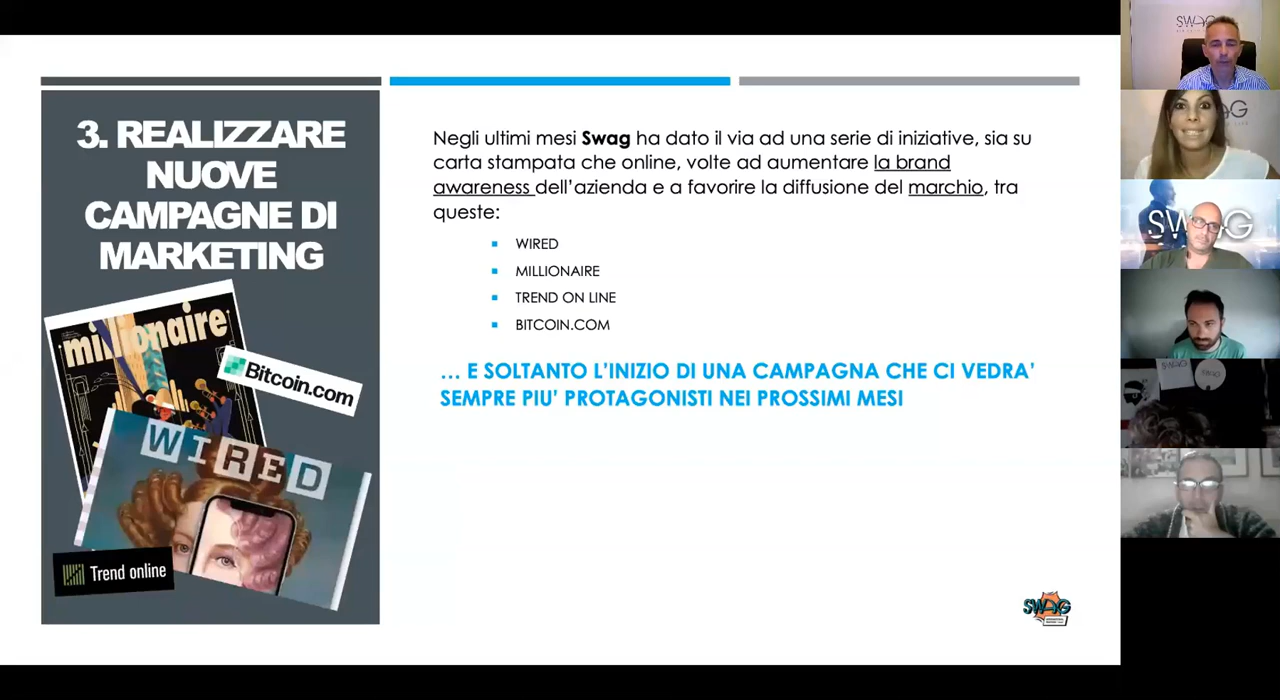 3. REALIZZARE
NUOVE
CAMPAGNE DI
MARKETING
millionaire
Bitcoin.com
WIRED
Trend online
Negli ultimi mesi Swag ha dato il via ad una serie di iniziative, sia su
carta stampata che online, volte ad aumentare la brand
awareness dell’azienda e a favorire la diffusione del marchio, tra
queste:
WIRED
MILLIONAIRE
TREND ON LINE
BITCOIN.COM
… E SOLTANTO L’INIZIO DI UNA CAMPAGNA CHE CI VEDRA’
SEMPRE PIU’ PROTAGONISTI NEI PROSSIMI MESI
SWAG
SWAG
SWAG